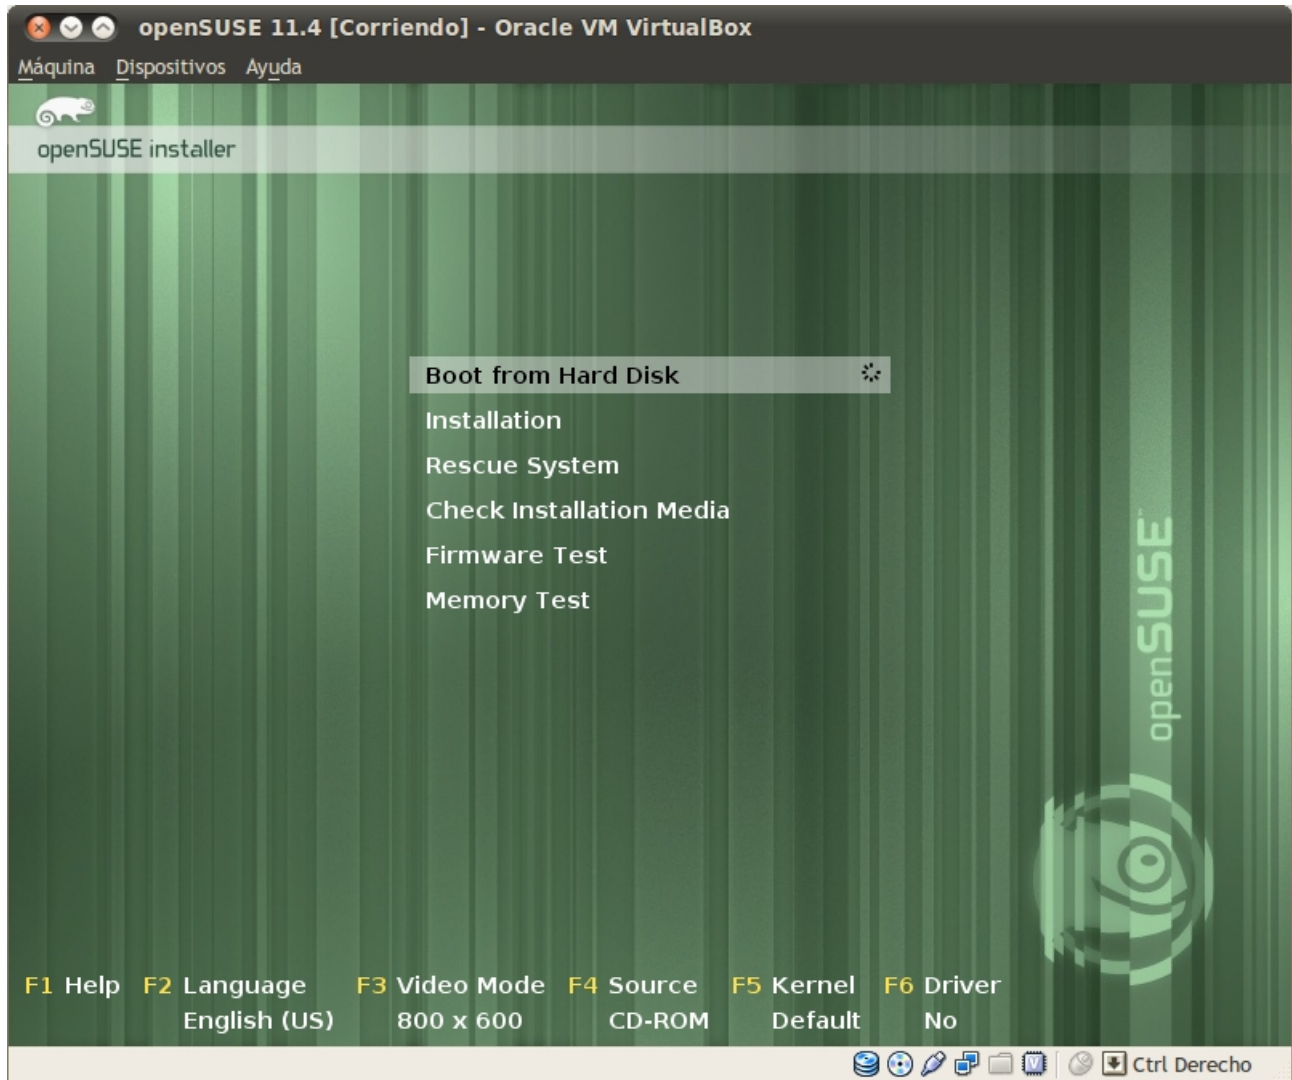 openSUSE 11.4 [Corriendo] - Oracle VM VirtualBox
Máquina Dispositivos Ayuda
openSUSE installer
Boot from Hard Disk
Installation
Rescue System
Check Installation Media
Firmware Test
Memory Test
openSUSE
F1 Help F2 Language F3 Video Mode F4 Source F5 Kernel F6 Driver
English (US) 800 x 600 CD-ROM Default No
Ctrl Derecho